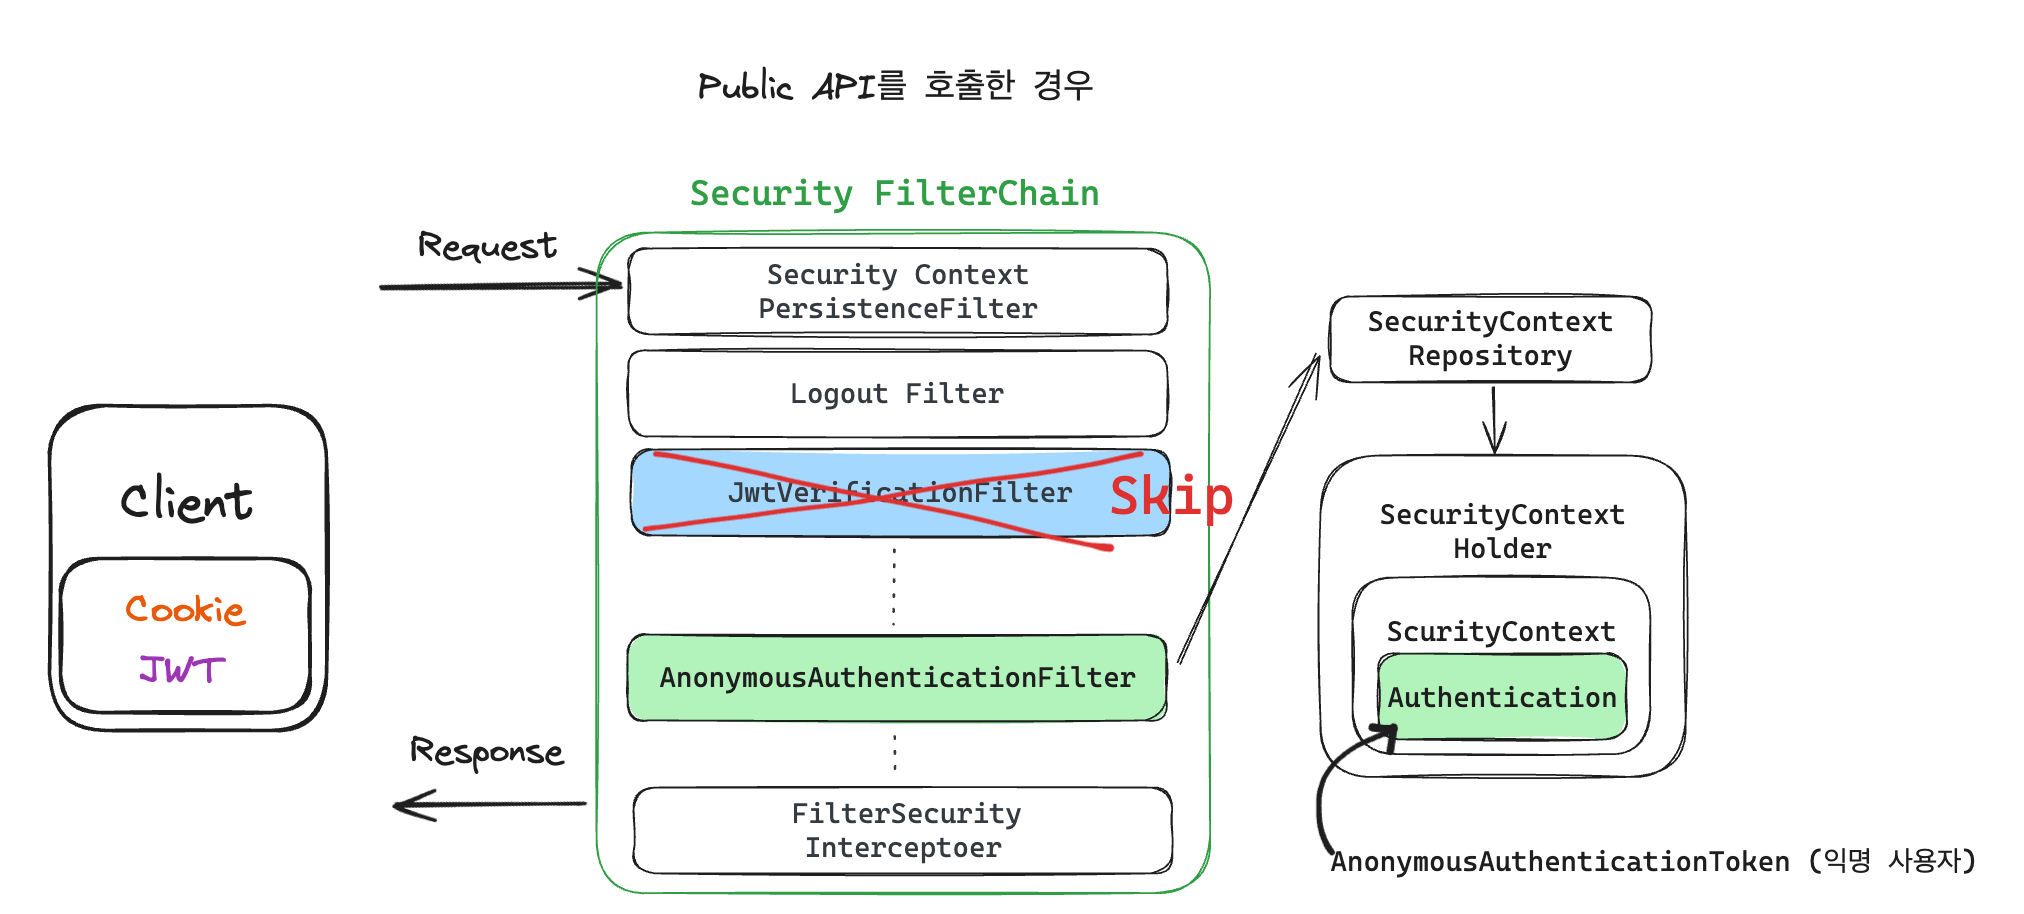 Public API를 호출한 경우
Security FilterChain
Request
Security Context
PersistenceFilter
Logout Filter
JwtVerificationFilter
Skip
AnonymousAuthenticationFilter
FilterSecurity
Interceptoer
Client
Cookie
JWT
Response
SecurityContext
Repository
SecurityContext
Holder
ScurityContext
Authentication
AnonymousAuthenticationToken (익명 사용자)